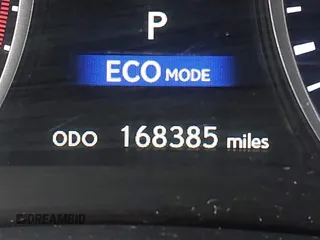 P
ECO MODE
ODO 168385 miles
DREAMBID